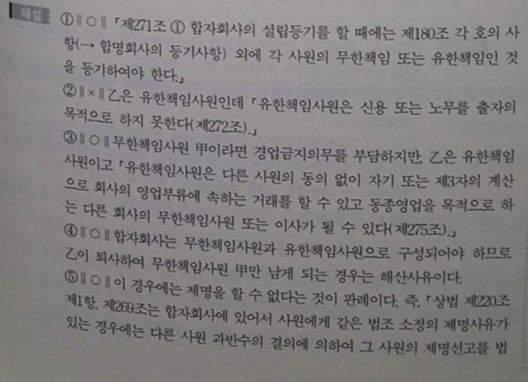 해설
① ∥○∥ 「제271조 ① 합자회사의 설립등기를 할 때에는 제180조 각 호의 사
항(→ 합명회사의 등기사항) 외에 각 사원의 무한책임 또는 유한책임인 것
을 등기하여야 한다.」
② ∥×∥ 乙은 유한책임사원인데 「유한책임사원은 신용 또는 노무를 출자의
목적으로 하지 못한다(제272조).」
③ ∥○∥ 무한책임사원 甲이라면 경업금지의무를 부담하지만, 乙은 유한책임
사원이고 「유한책임사원은 다른 사원의 동의 없이 자기 또는 제3자의 계산
으로 회사의 영업부류에 속하는 거래를 할 수 있고 동종영업을 목적으로 하
는 다른 회사의 무한책임사원 또는 이사가 될 수 있다(제275조).」
④ ∥○∥ 합자회사는 무한책임사원과 유한책임사원으로 구성되어야 하므로
乙이 퇴사하여 무한책임사원 甲만 남게 되는 경우는 해산사유이다.
⑤ ∥○∥ 이 경우에는 제명을 할 수 없다는 것이 판례이다. 즉, 「상법 제220조
제1항, 제269조는 합자회사에 있어서 사원에게 같은 법조 소정의 제명사유가
있는 경우에는 다른 사원 과반수의 결의에 의하여 그 사원의 제명선고를 법